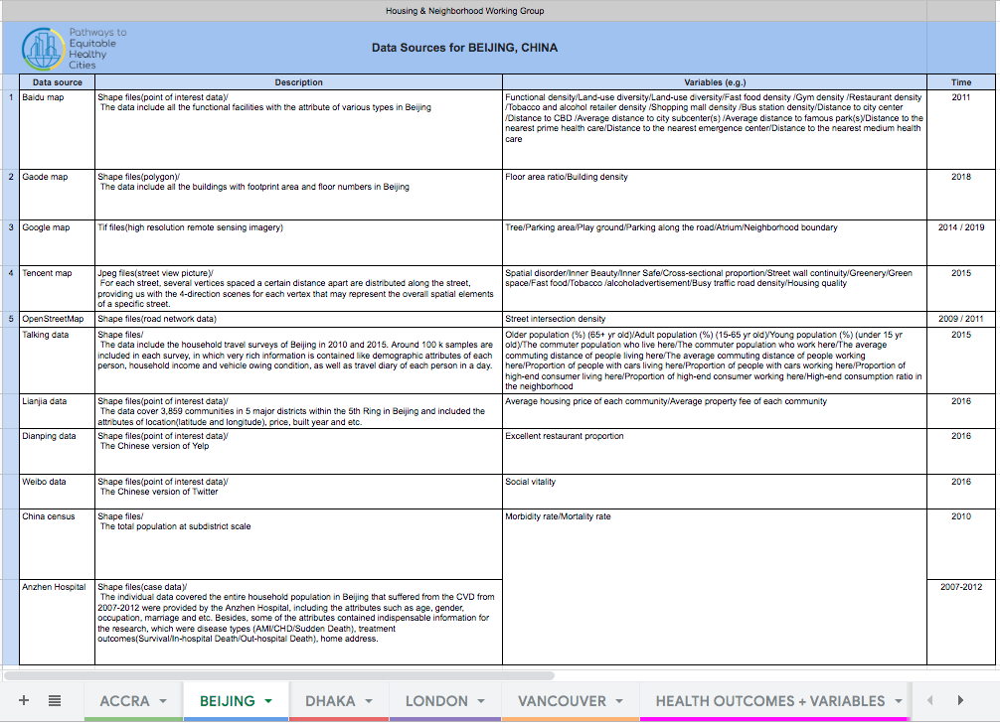 Housing & Neighborhood Working Group
Pathways to
Equitable
Healthy
Cities
Data Sources for BEIJING, CHINA
Data source Description Variables (e.g.) Time
1 Baidu map
Shape files(point of interest data)/
The data include all the functional facilities with the attribute of various types in Beijing
Functional density/Land-use diversity/Land-use diversity/Fast food density /Gym density /Restaurant density
/Tobacco and alcohol retailer density /Shopping mall density /Bus station density/Distance to city center
/Distance to CBD /Average distance to city subcenter(s) /Average distance to famous park(s)/Distance to the
nearest prime health care/Distance to the nearest emergence center/Distance to the nearest medium health
care
2011
2 Gaode map
Shape files(polygon)/
The data include all the buildings with footprint area and floor numbers in Beijing
Floor area ratio/Building density
2018
3 Google map
Tif files(high resolution remote sensing imagery)
Tree/Parking area/Play ground/Parking along the road/Atrium/Neighborhood boundary
2014 / 2019
4 Tencent map
Jpeg files(street view picture)/
For each street, several vertices spaced a certain distance apart are distributed along the street,
providing us with the 4-direction scenes for each vertex that may represent the overall spatial elements
of a specific street.
Spatial disorder/Inner Beauty/Inner Safe/Cross-sectional proportion/Street wall continuity/Greenery/Green
space/Fast food/Tobacco /alcoholadvertisement/Busy traffic road density/Housing quality
2015
5 OpenStreetMap
Shape files(road network data)
Street intersection density
2009 / 2011
Talking data
Shape files/
The data include the household travel surveys of Beijing in 2010 and 2015. Around 100 k samples are
included in each survey, in which very rich information is contained like demographic attributes of each
person, household income and vehicle owing condition, as well as travel diary of each person in a day.
Older population (%) (65+ yr old)/Adult population (%) (15-65 yr old)/Young population (%) (under 15 yr
old)/The commuter population who live here/The commuter population who work here/The average
commuting distance of people living here/The average commuting distance of people working
here/Proportion of people with cars living here/Proportion of people with cars working here/Proportion of
high-end consumer living here/Proportion of high-end consumer working here/High-end consumption ratio in
the neighborhood
2015
Lianjia data
Shape files(point of interest data)/
The data cover 3,859 communities in 5 major districts within the 5th Ring in Beijing and included the
attributes of location(latitude and longitude), price, built year and etc.
Average housing price of each community/Average property fee of each community
2016
Dianping data
Shape files(point of interest data)/
The Chinese version of Yelp
Excellent restaurant proportion
2016
Weibo data
Shape files(point of interest data)/
The Chinese version of Twitter
Social vitality
2016
China census
Shape files/
The total population at subdistrict scale
Morbidity rate/Mortality rate
2010
Anzhen Hospital
Shape files(case data)/
The individual data covered the entire household population in Beijing that suffered from the CVD from
2007-2012 were provided by the Anzhen Hospital, including the attributes such as age, gender,
occupation, marriage and etc. Besides, some of the attributes contained indispensable information for
the research, which were disease types (AMI/CHD/Sudden Death), treatment
outcomes(Survival/In-hospital Death/Out-hospital Death), home address.
2007-2012
ACCRA BEIJING DHAKA LONDON VANCOUVER HEALTH OUTCOMES + VARIABLES